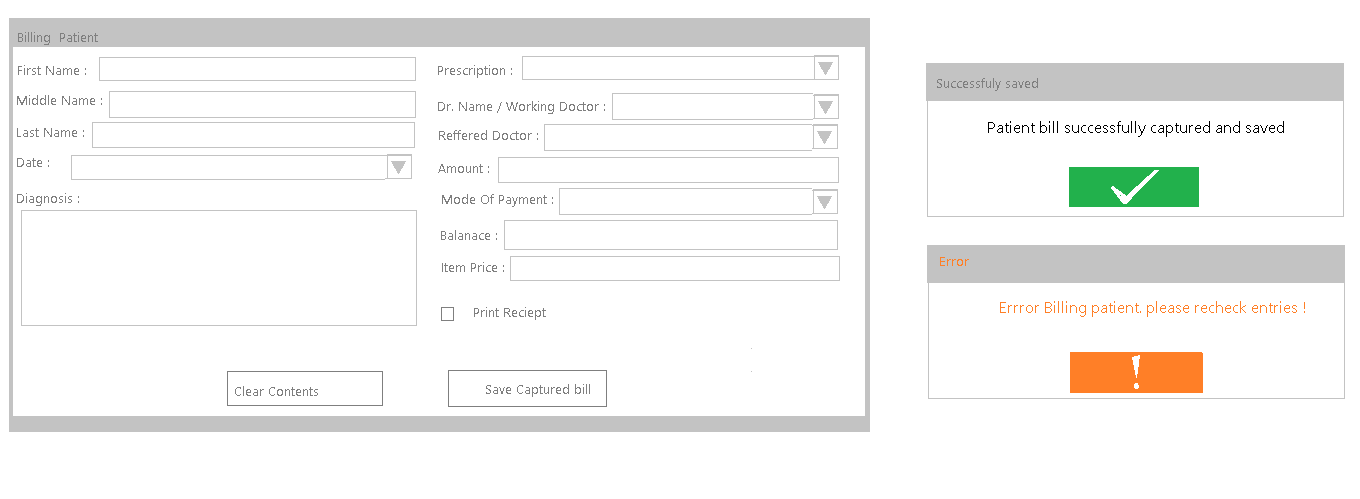 Billing Patient
First Name :
Middle Name :
Last Name :
Date :
Diagnosis :
Prescription :
Dr. Name / Working Doctor :
Reffered Doctor :
Amount :
Mode Of Payment :
Balanace :
Item Price :
Print Reciept
Clear Contents
Save Captured bill
Successfuly saved
Patient bill successfully captured and saved
Error
Errror Billing patient, please recheck entries !
!